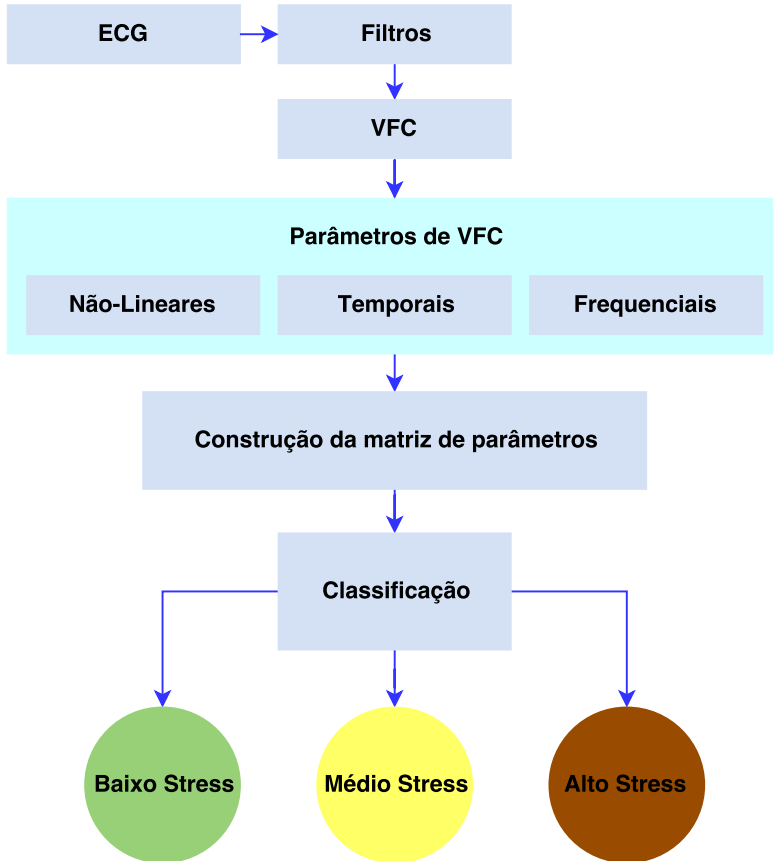 ECG
Filtros
VFC
Parâmetros de VFC
Não-Lineares
Temporais
Frequenciais
Construção da matriz de parâmetros
Classificação
Baixo Stress
Médio Stress
Alto Stress